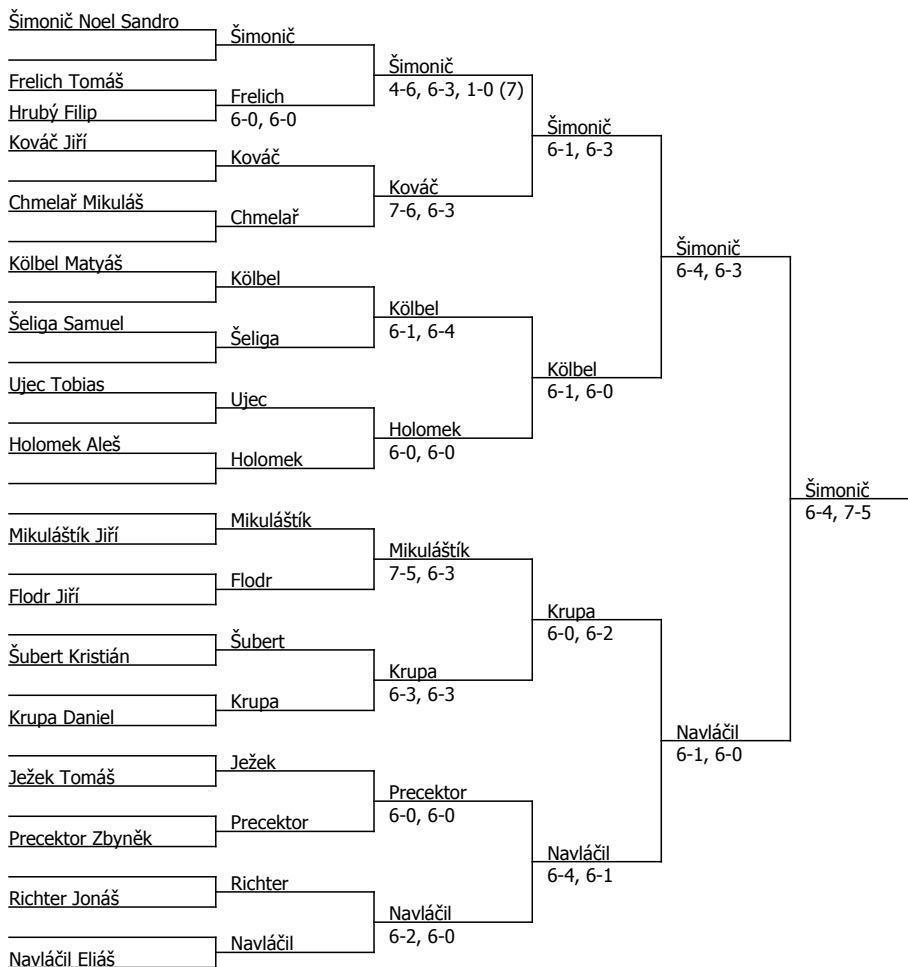 Šimonič Noel Sandro
Frelich Tomáš
Hrubý Filip
Kováč Jiří
Chmelař Mikuláš
Kölbel Matyáš
Šeliga Samuel
Ujec Tobias
Holomek Aleš
Mikuláštík Jiří
Flodr Jiří
Šubert Kristián
Krupa Daniel
Ježek Tomáš
Precektor Zbyněk
Richter Jonáš
Navláčil Eliáš
Šimonič
Frelich
6-0, 6-0
Kováč
Chmelař
Kölbel
Šeliga
Ujec
Holomek
Mikuláštík
Flodr
Šubert
Krupa
Ježek
Precektor
Richter
Navláčil
Šimonič
4-6, 6-3, 1-0 (7)
Kováč
7-6, 6-3
Kölbel
6-1, 6-4
Holomek
6-0, 6-0
Mikuláštík
7-5, 6-3
Krupa
6-3, 6-3
Precektor
6-0, 6-0
Navláčil
6-2, 6-0
Šimonič
6-1, 6-3
Kölbel
6-1, 6-0
Krupa
6-0, 6-2
Navláčil
6-4, 6-1
Šimonič
6-4, 6-3
Navláčil
6-1, 6-0
Šimonič
6-4, 7-5